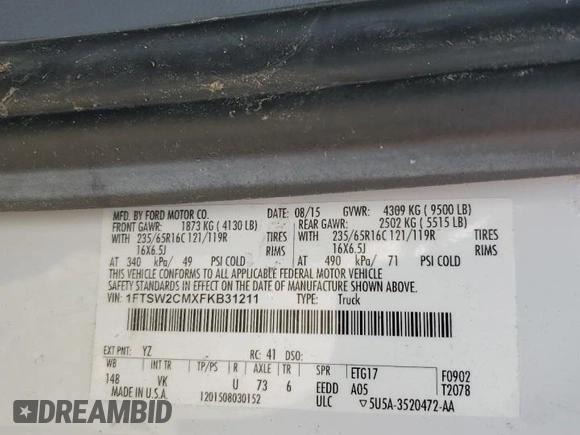 MFD. BY FORD MOTOR CO. DATE: 08/15 GVWR: 4309 KG ( 9500 LB)
FRONT GAWR: 1873 KG ( 4130 LB) REAR GAWR: 2502 KG ( 5515 LB)
WITH 235/65R16C 121/119R TIRES WITH 235/65R16C 121/119R TIRES
16X6.5J RIMS 16X6.5J RIMS
AT 340 kPa/ 49 PSI COLD AT 490 kPa/ 71 PSI COLD
THIS VEHICLE CONFORMS TO ALL APPLICABLE FEDERAL MOTOR VEHICLE
SAFETY STANDARDS IN EFFECT ON THE DATE OF MANUFACTURE SHOWN ABOVE.
VIN: 1FTSW2CMXFKB31211 TYPE: Truck
EXT PNT: YZ RC: 41 DSO:
WB INT TR TP/PS R AXLE TR SPR ETG17 F0902
148 VK U 73 6 EEDD A05 T2078
MADE IN U.S.A. 1201508030152 ULC ▽5U5A-3520472-AA
DREAMBID
START WITH A DREAM